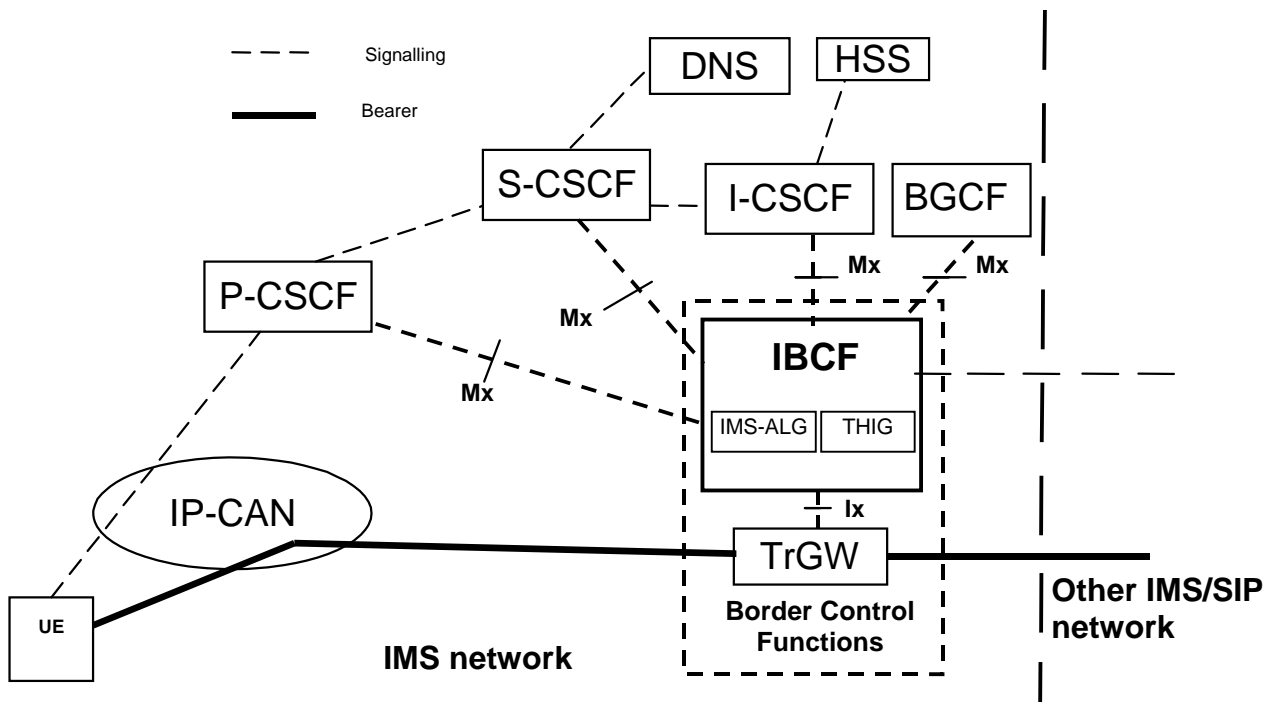 Signalling
Bearer
DNS
HSS
S-CSCF
I-CSCF
BGCF
P-CSCF
Mx
Mx
Mx
Mx
IBCF
IMS-ALG
THIG
IP-CAN
Ix
TrGW
UE
Border Control
Functions
Other IMS/SIP
network
IMS network